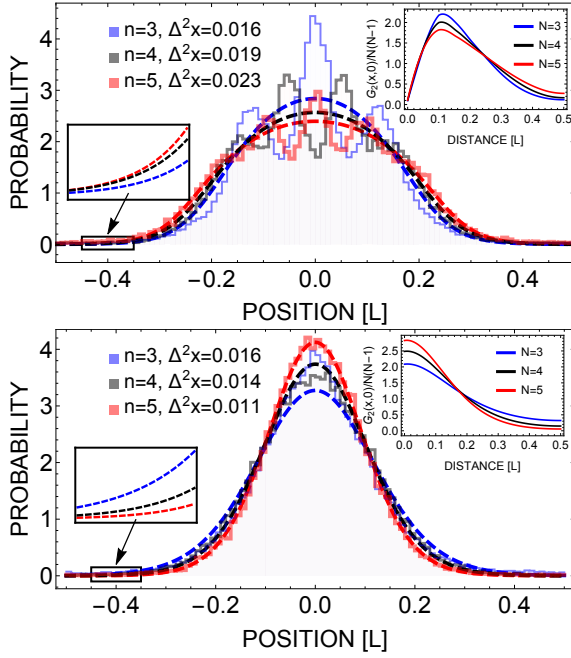 n=3, Δ²x=0.016
n=4, Δ²x=0.019
n=5, Δ²x=0.023
PROBABILITY
4
3
2
1
0
−0.4 −0.2 0.0 0.2 0.4
POSITION [L]
G₂(x,0)/N(N−1)
2.0
1.5
1.0
0.5
0.0
0.0 0.1 0.2 0.3 0.4 0.5
DISTANCE [L]
N=3
N=4
N=5
n=3, Δ²x=0.016
n=4, Δ²x=0.014
n=5, Δ²x=0.011
PROBABILITY
4
3
2
1
0
−0.4 −0.2 0.0 0.2 0.4
POSITION [L]
G₂(x,0)/N(N−1)
2.5
2.0
1.5
1.0
0.5
0.0
0.0 0.1 0.2 0.3 0.4 0.5
DISTANCE [L]
N=3
N=4
N=5